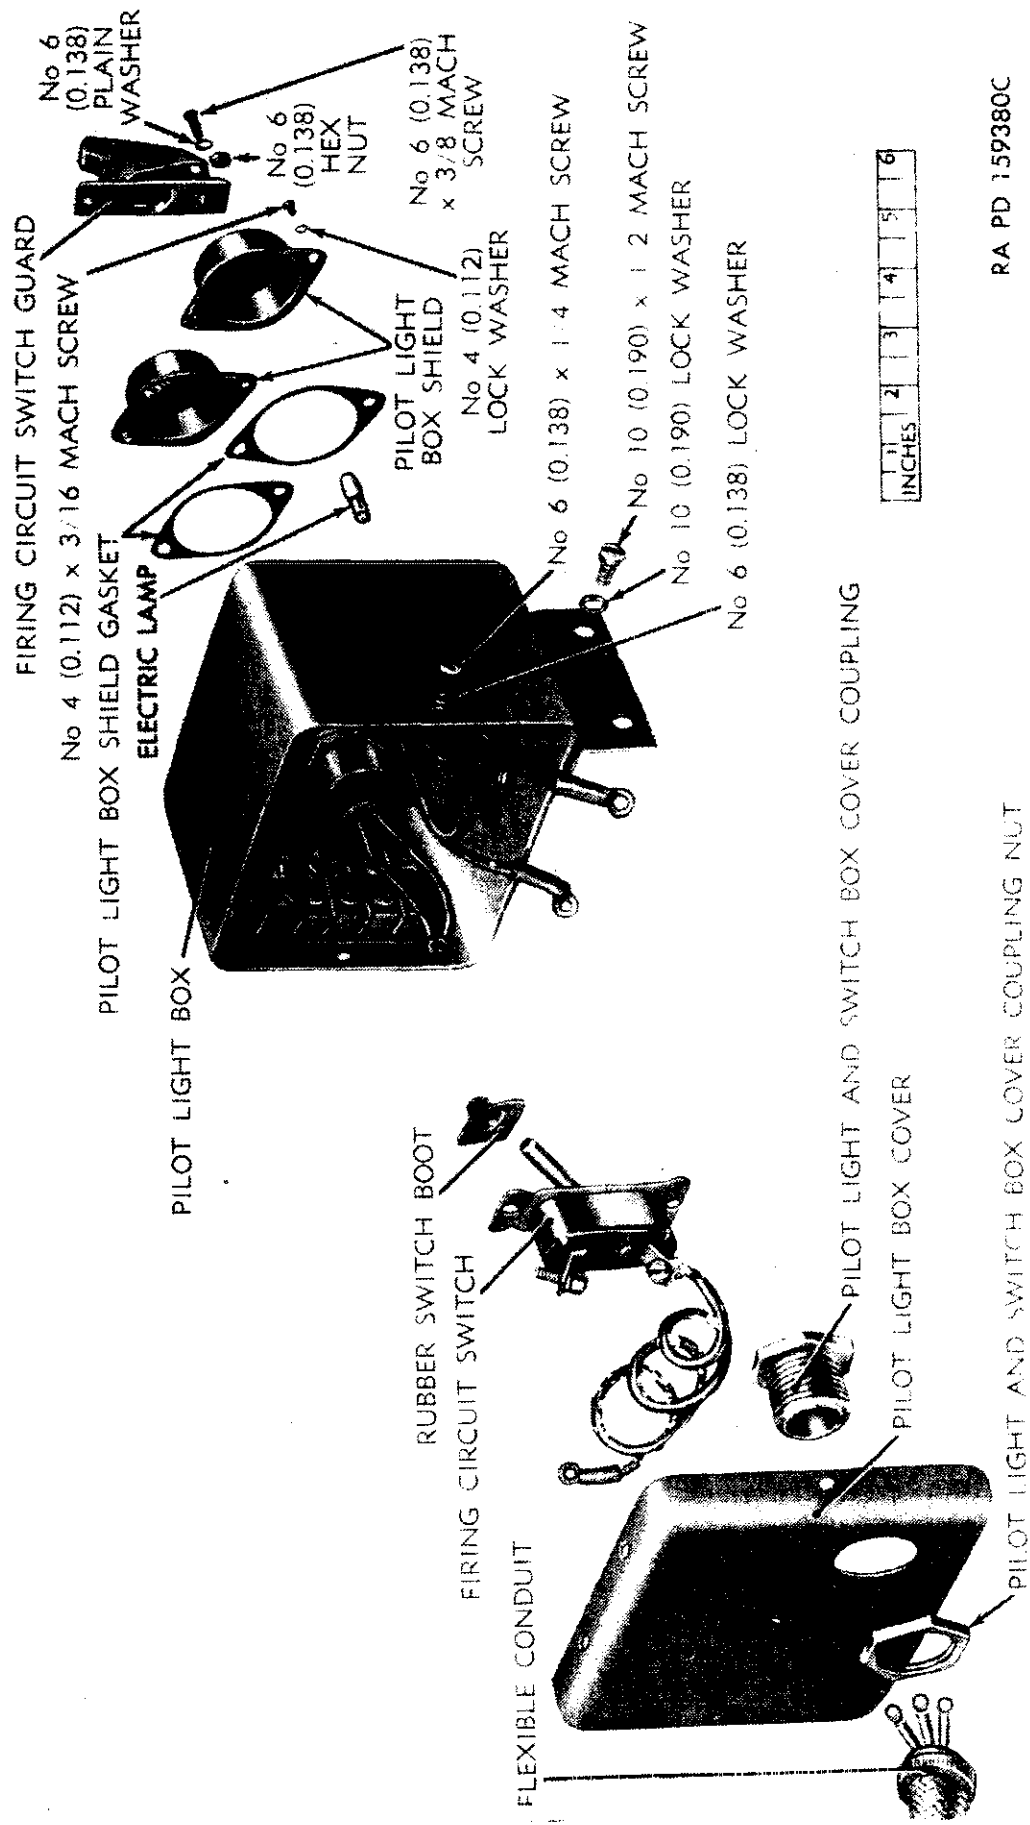 No 6
(0.138)
PLAIN
WASHER
No 6 (0.138)
x 3/8 MACH
SCREW
No 6
(0.138)
HEX
NUT
FIRING CIRCUIT SWITCH GUARD
No 4 (0.112) x 3/16 MACH SCREW
PILOT LIGHT BOX SHIELD GASKET
ELECTRIC LAMP
PILOT LIGHT BOX
PILOT LIGHT
BOX SHIELD
No 4 (0.112)
LOCK WASHER
No 6 (0.138) x 1 4 MACH SCREW
No 10 (0.190) x 1 2 MACH SCREW
No 10 (0.190) LOCK WASHER
No 6 (0.138) LOCK WASHER
RUBBER SWITCH BOOT
FIRING CIRCUIT SWITCH
FLEXIBLE CONDUIT
PILOT LIGHT AND SWITCH BOX COVER COUPLING
PILOT LIGHT BOX COVER
PILOT LIGHT AND SWITCH BOX COVER COUPLING NUT
1 2 3 4 5 6
INCHES
RA PD 159380C